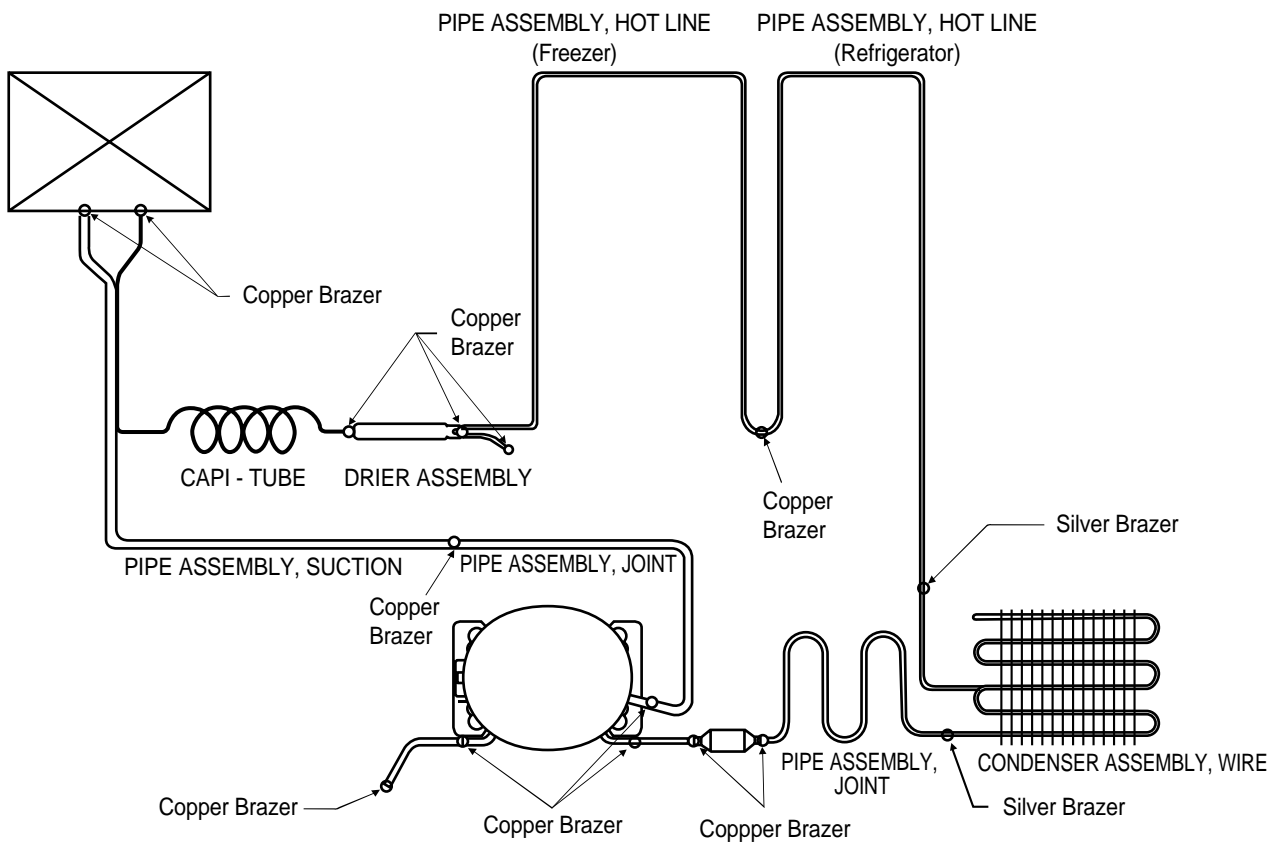 PIPE ASSEMBLY, HOT LINE
(Freezer)
PIPE ASSEMBLY, HOT LINE
(Refrigerator)
Copper Brazer
Copper
Brazer
CAPI - TUBE
DRIER ASSEMBLY
Copper
Brazer
Silver Brazer
PIPE ASSEMBLY, SUCTION
PIPE ASSEMBLY, JOINT
Copper
Brazer
PIPE ASSEMBLY,
JOINT
CONDENSER ASSEMBLY, WIRE
Copper Brazer
Copper Brazer
Coppper Brazer
Silver Brazer